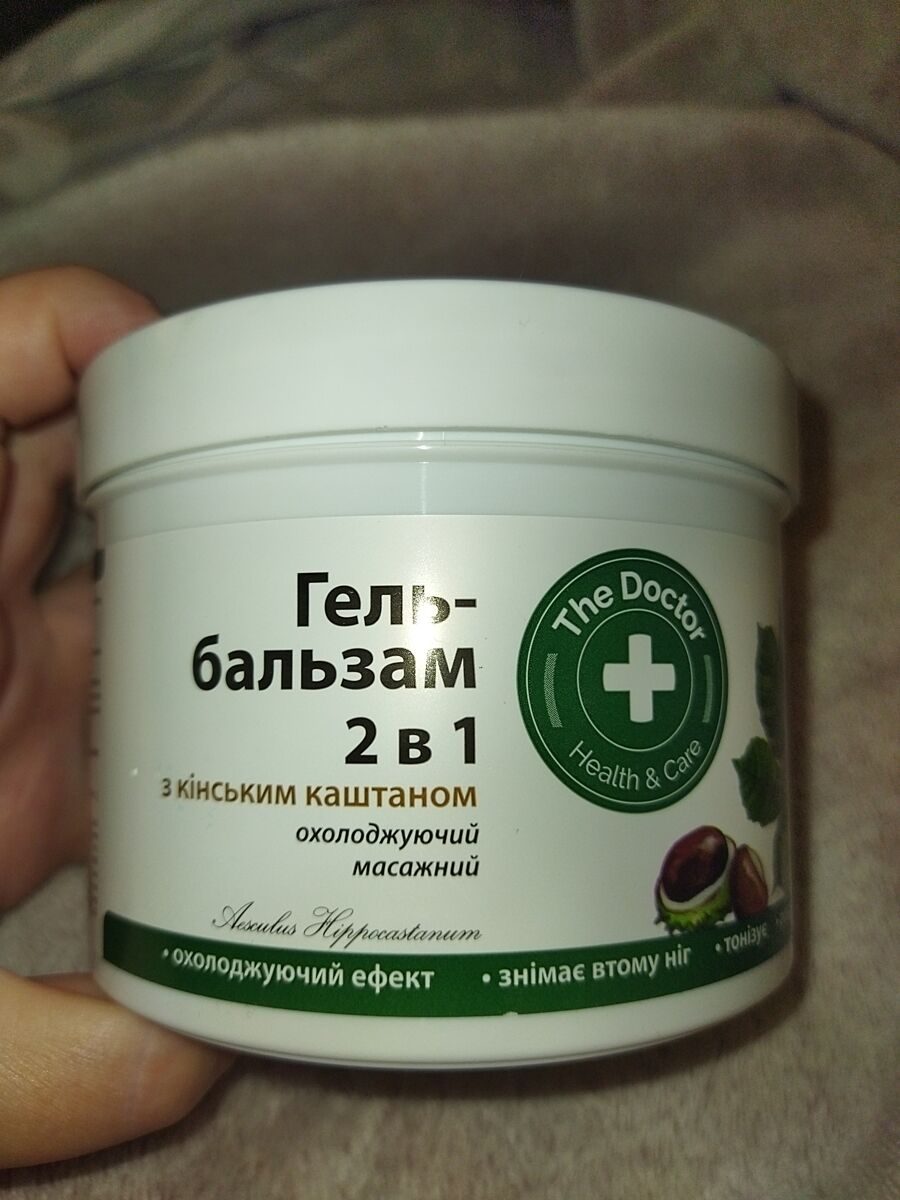 Гель-
бальзам
2 в 1
з кінським каштаном
охолоджуючий
масажний
Aesculus Hippocastanum
The Doctor
Health & Care
• охолоджуючий ефект • знімає втому ніг • тонізує •